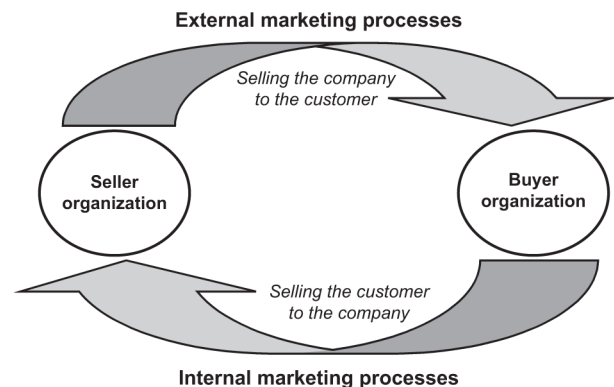 External marketing processes
Selling the company
to the customer
Seller
organization
Buyer
organization
Selling the customer
to the company
Internal marketing processes